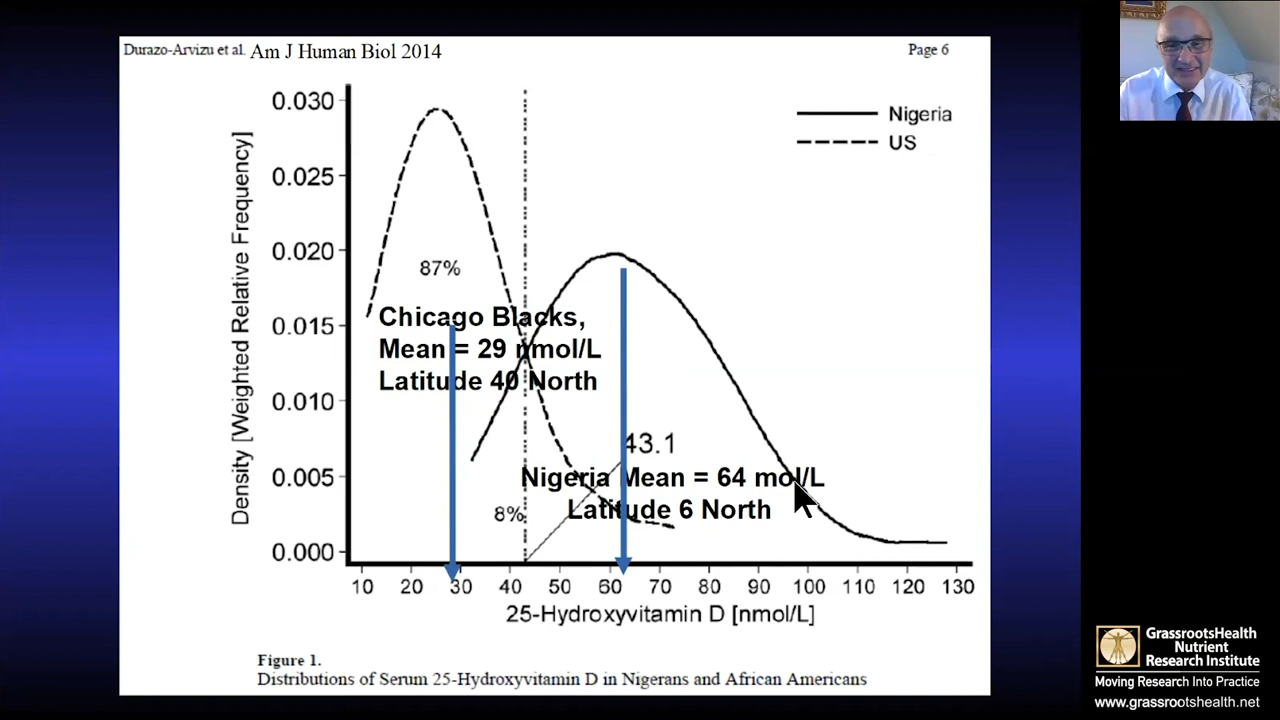 Durazo-Arvizu et al. Am J Human Biol 2014
Page 6
Density [Weighted Relative Frequency]
0.030
0.025
0.020
0.015
0.010
0.005
0.000
Nigeria
US
87%
Chicago Blacks,
Mean = 29 nmol/L
Latitude 40 North
43.1
Nigeria Mean = 64 mol/L
Latitude 6 North
8%
10 20 30 40 50 60 70 80 90 100 110 120 130
25-Hydroxyvitamin D [nmol/L]
Figure 1.
Distributions of Serum 25-Hydroxyvitamin D in Nigerans and African Americans
GrassrootsHealth
Nutrient
Research Institute
Moving Research Into Practice
www.grassrootshealth.net